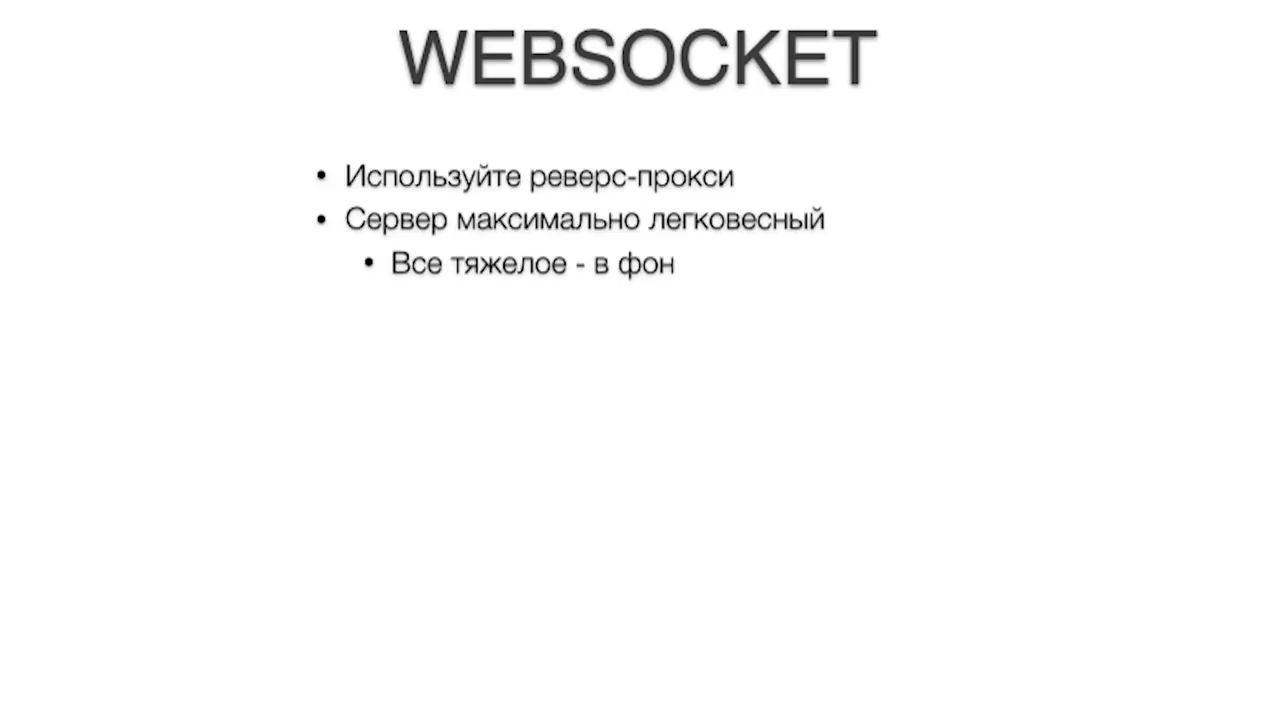 WEBSOCKET
• Используйте реверс-прокси
• Сервер максимально легковесный
• Все тяжелое - в фон